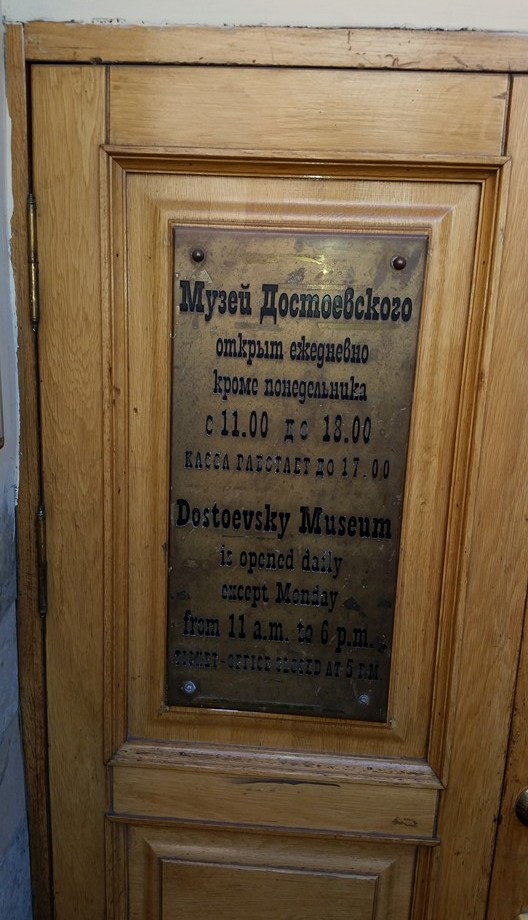 Музей Достоевского
открыт ежедневно
кроме понедельника
с 11.00 до 18.00
КАССА РАБОТАЕТ ДО 17.00
Dostoevsky Museum
is opened daily
except Monday
from 11 a.m. to 6 p.m.
TICKET-OFFICE CLOSED AT 5 P.M.